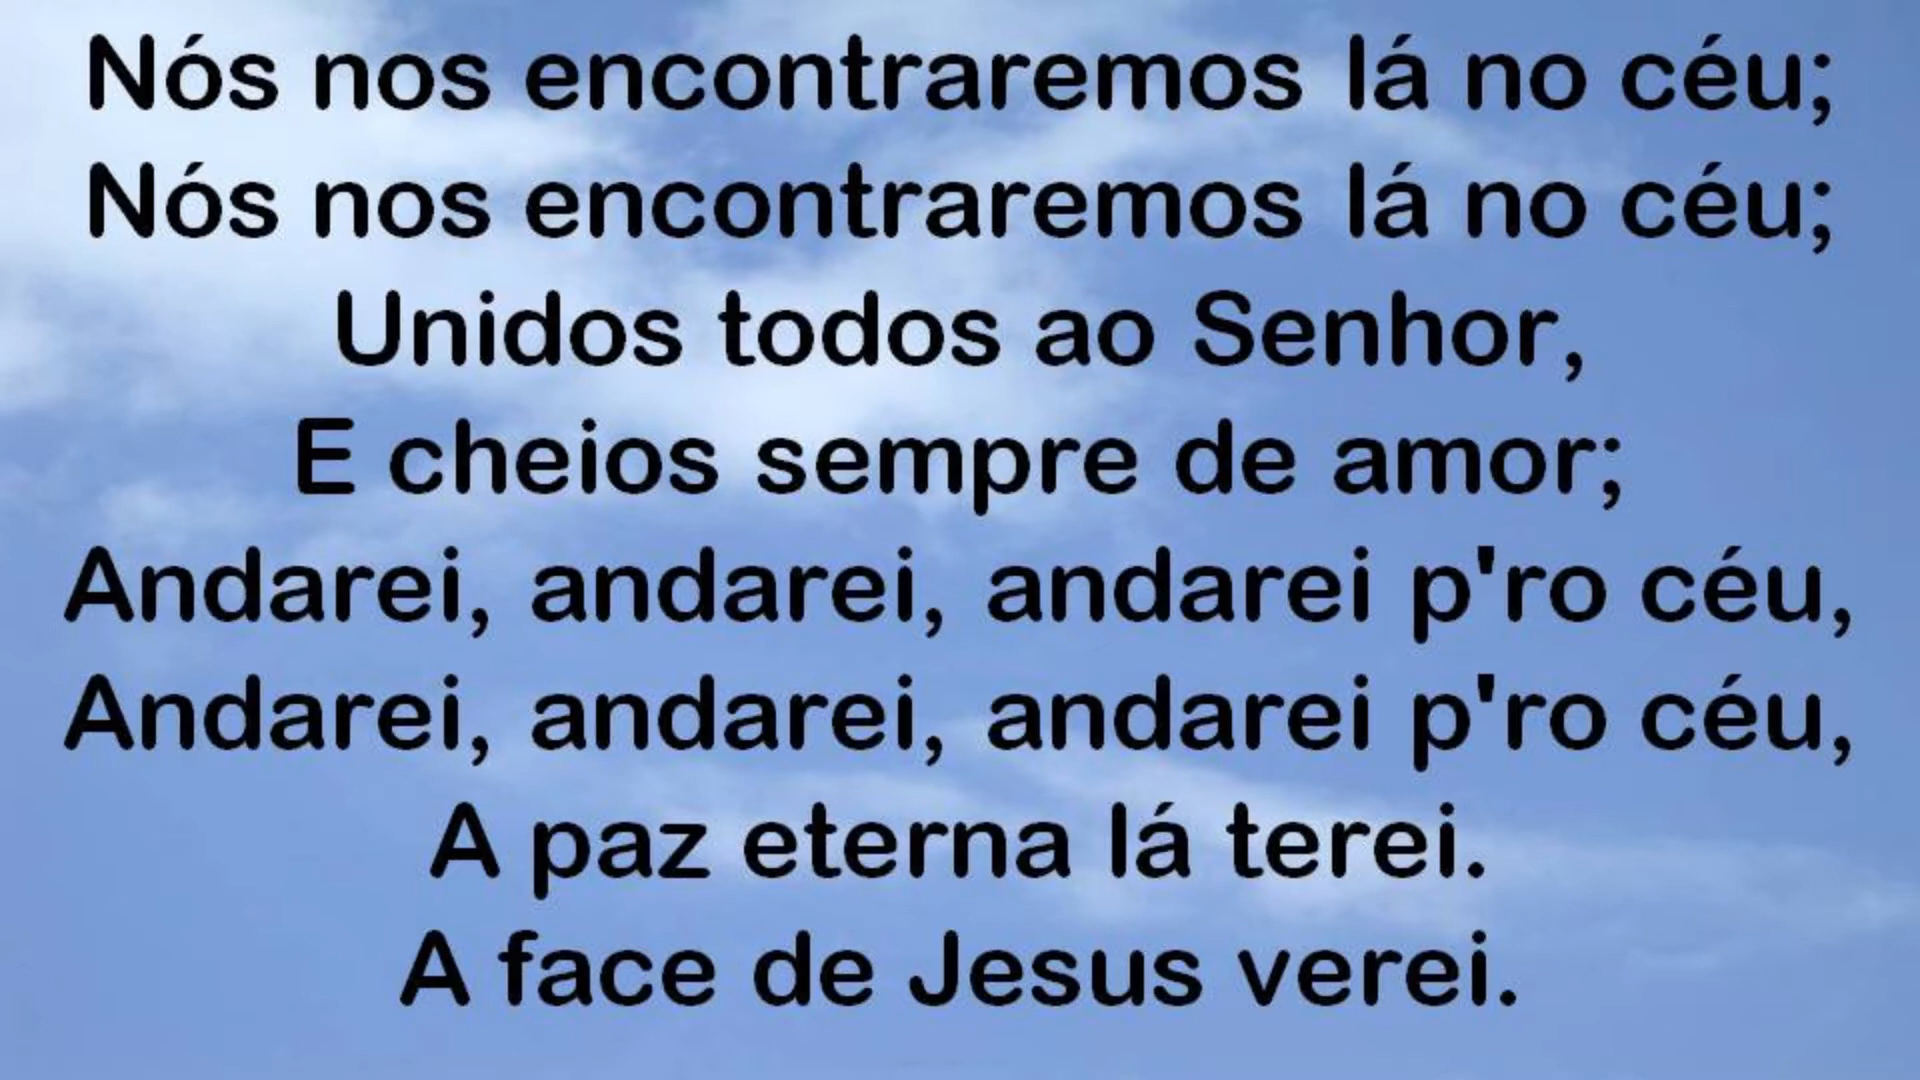 Nós nos encontraremos lá no céu;
Nós nos encontraremos lá no céu;
Unidos todos ao Senhor,
E cheios sempre de amor;
Andarei, andarei, andarei p'ro céu,
Andarei, andarei, andarei p'ro céu,
A paz eterna lá terei.
A face de Jesus verei.